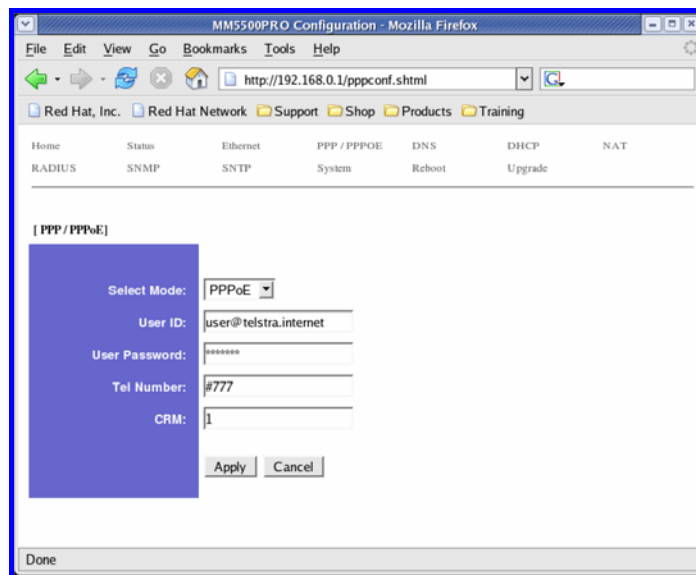 MM5500PRO Configuration - Mozilla Firefox
File Edit View Go Bookmarks Tools Help
http://192.168.0.1/pppconf.shtml G
Red Hat, Inc. Red Hat Network Support Shop Products Training
Home Status Ethernet PPP / PPPOE DNS DHCP NAT
RADIUS SNMP SNTP System Reboot Upgrade
[ PPP / PPPoE]
Select Mode: PPPoE
User ID: user@telstra.internet
User Password: *******
Tel Number: #777
CRM: 1
Apply Cancel
Done